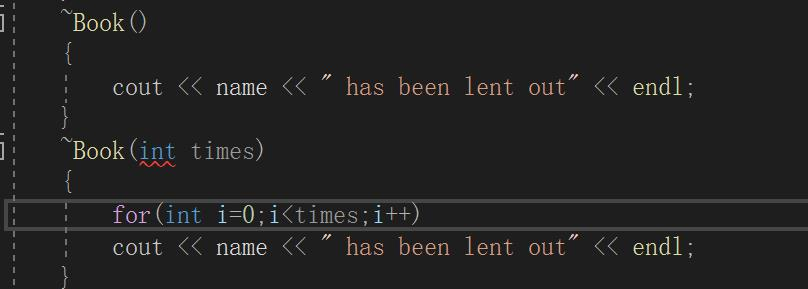 ~Book()
{
cout << name << " has been lent out" << endl;
}
~Book(int times)
{
for(int i=0;i<times;i++)
cout << name << " has been lent out" << endl;
}